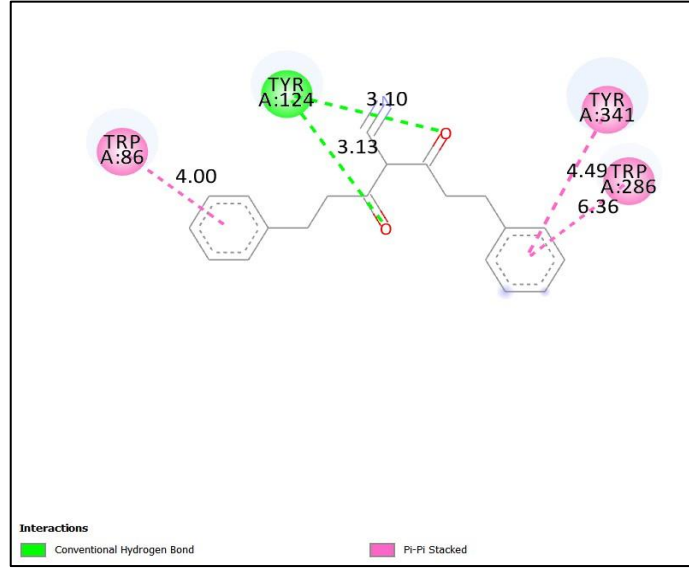 TYR
A:124
3.10
N
O
3.13
TRP
A:86
4.00
O
TYR
A:341
4.49
TRP
A:286
6.36
Interactions
Conventional Hydrogen Bond
Pi-Pi Stacked